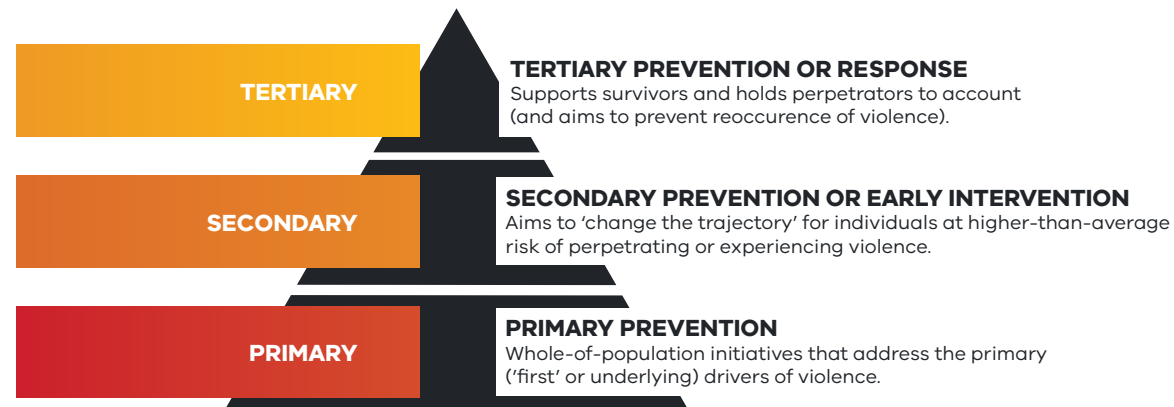 TERTIARY
TERTIARY PREVENTION OR RESPONSE
Supports survivors and holds perpetrators to account
(and aims to prevent reoccurence of violence).
SECONDARY
SECONDARY PREVENTION OR EARLY INTERVENTION
Aims to ‘change the trajectory’ for individuals at higher-than-average
risk of perpetrating or experiencing violence.
PRIMARY
PRIMARY PREVENTION
Whole-of-population initiatives that address the primary
(‘first’ or underlying) drivers of violence.